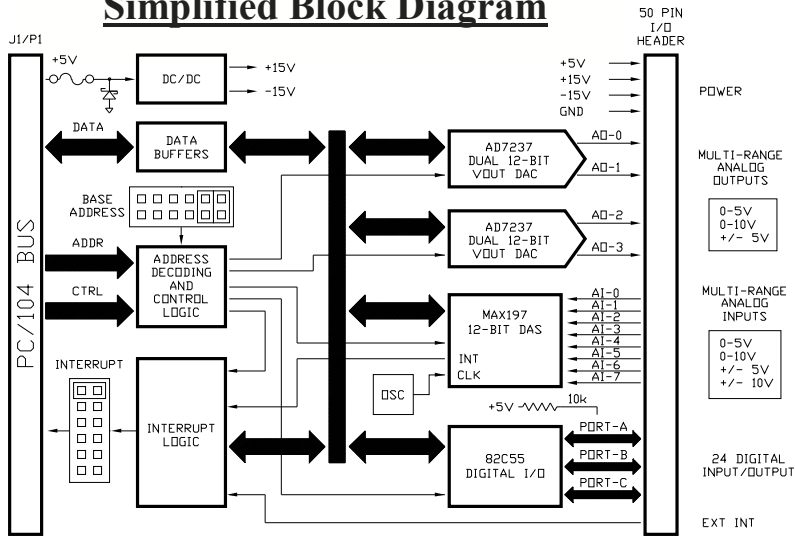 Simplified Block Diagram
50 PIN
I/O
HEADER
J1/P1
+5V
DC/DC
+15V
-15V
+5V
+15V
-15V
GND
POWER
DATA
DATA
BUFFERS
AD7237
DUAL 12-BIT
VOUT DAC
AO-0
AO-1
MULTI-RANGE
ANALOG
OUTPUTS
0-5V
0-10V
+/- 5V
BASE
ADDRESS
AD7237
DUAL 12-BIT
VOUT DAC
AO-2
AO-3
PC/104 BUS
ADDR
CTRL
ADDRESS
DECODING
AND
CONTROL
LOGIC
MAX197
12-BIT DAS
INT
CLK
AI-0
AI-1
AI-2
AI-3
AI-4
AI-5
AI-6
AI-7
MULTI-RANGE
ANALOG
INPUTS
0-5V
0-10V
+/- 5V
+/- 10V
INTERRUPT
INTERRUPT
LOGIC
OSC
+5V
10k
82C55
DIGITAL I/O
PORT-A
PORT-B
PORT-C
24 DIGITAL
INPUT/OUTPUT
EXT INT